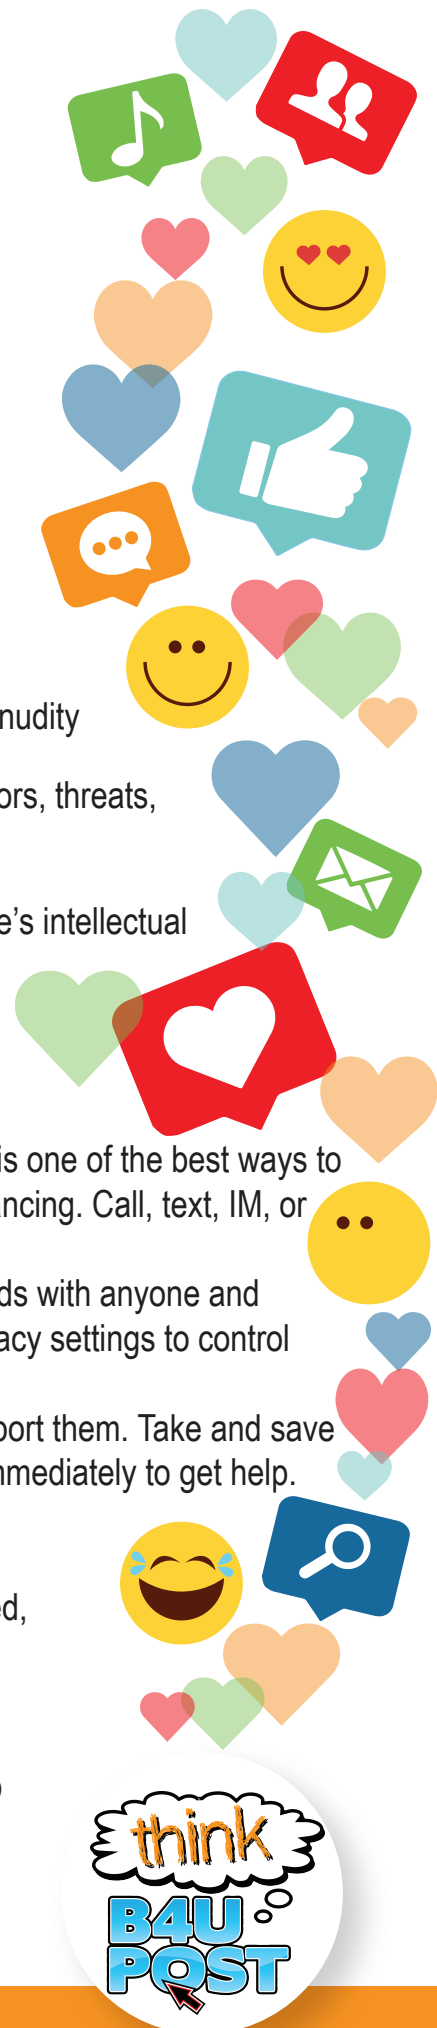 nudity
ors, threats,
e's intellectual
is one of the best ways to
ancing. Call, text, IM, or
ds with anyone and
acy settings to control
port them. Take and save
mmediately to get help.
ed,
think
B4U
POST